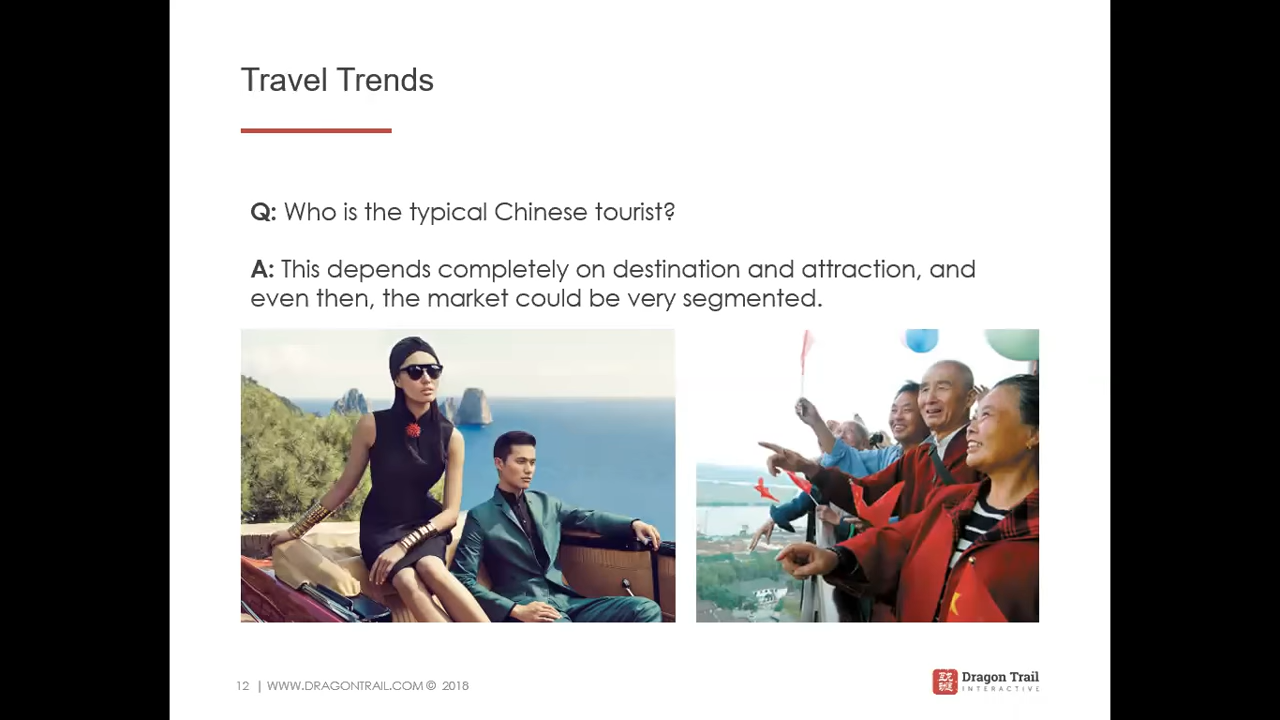 Travel Trends
Q: Who is the typical Chinese tourist?
A: This depends completely on destination and attraction, and
even then, the market could be very segmented.
12 | WWW.DRAGONTRAIL.COM © 2018
Dragon Trail
INTERACTIVE